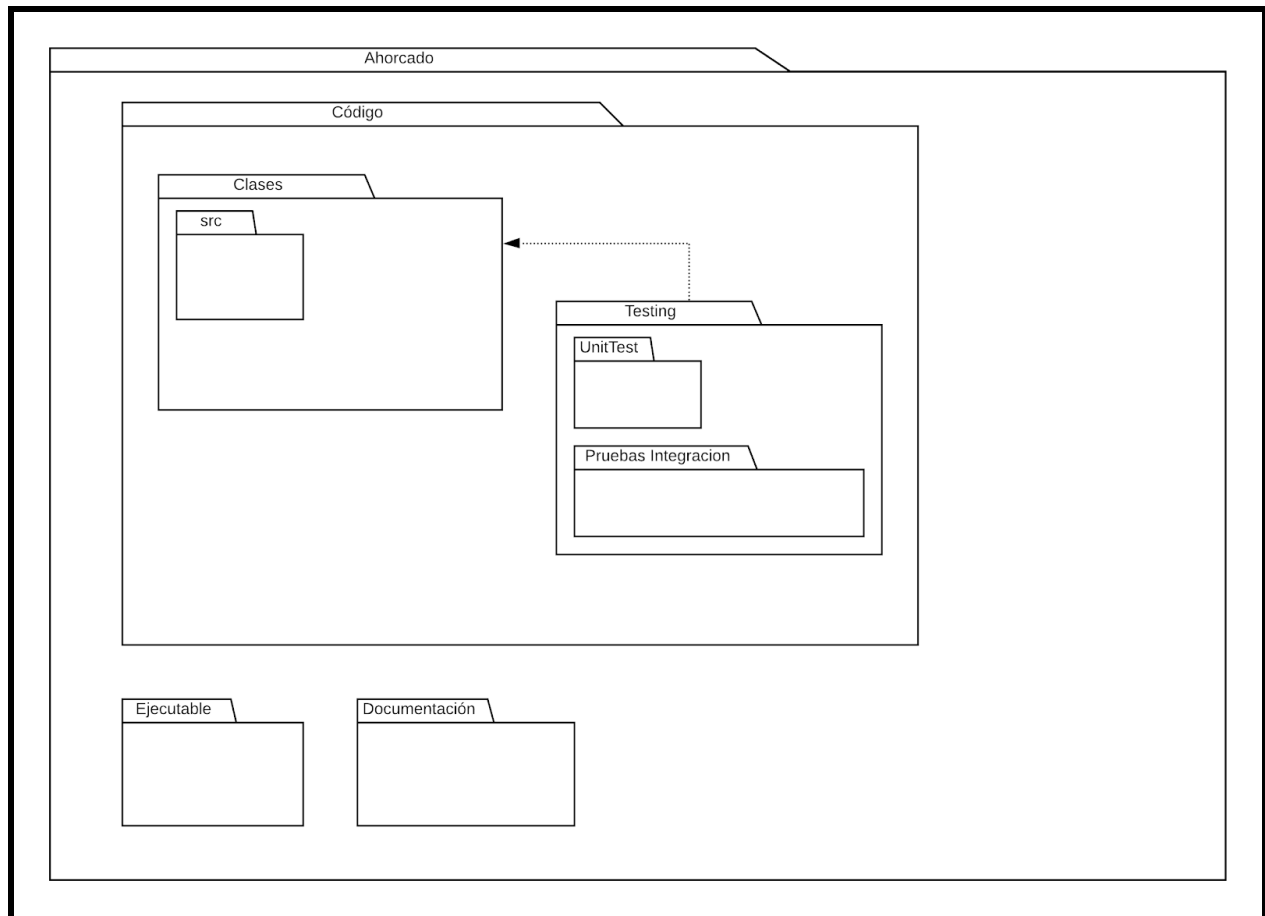 Ahorcado
Código
Clases
src
Testing
UnitTest
Pruebas Integracion
Ejecutable
Documentación